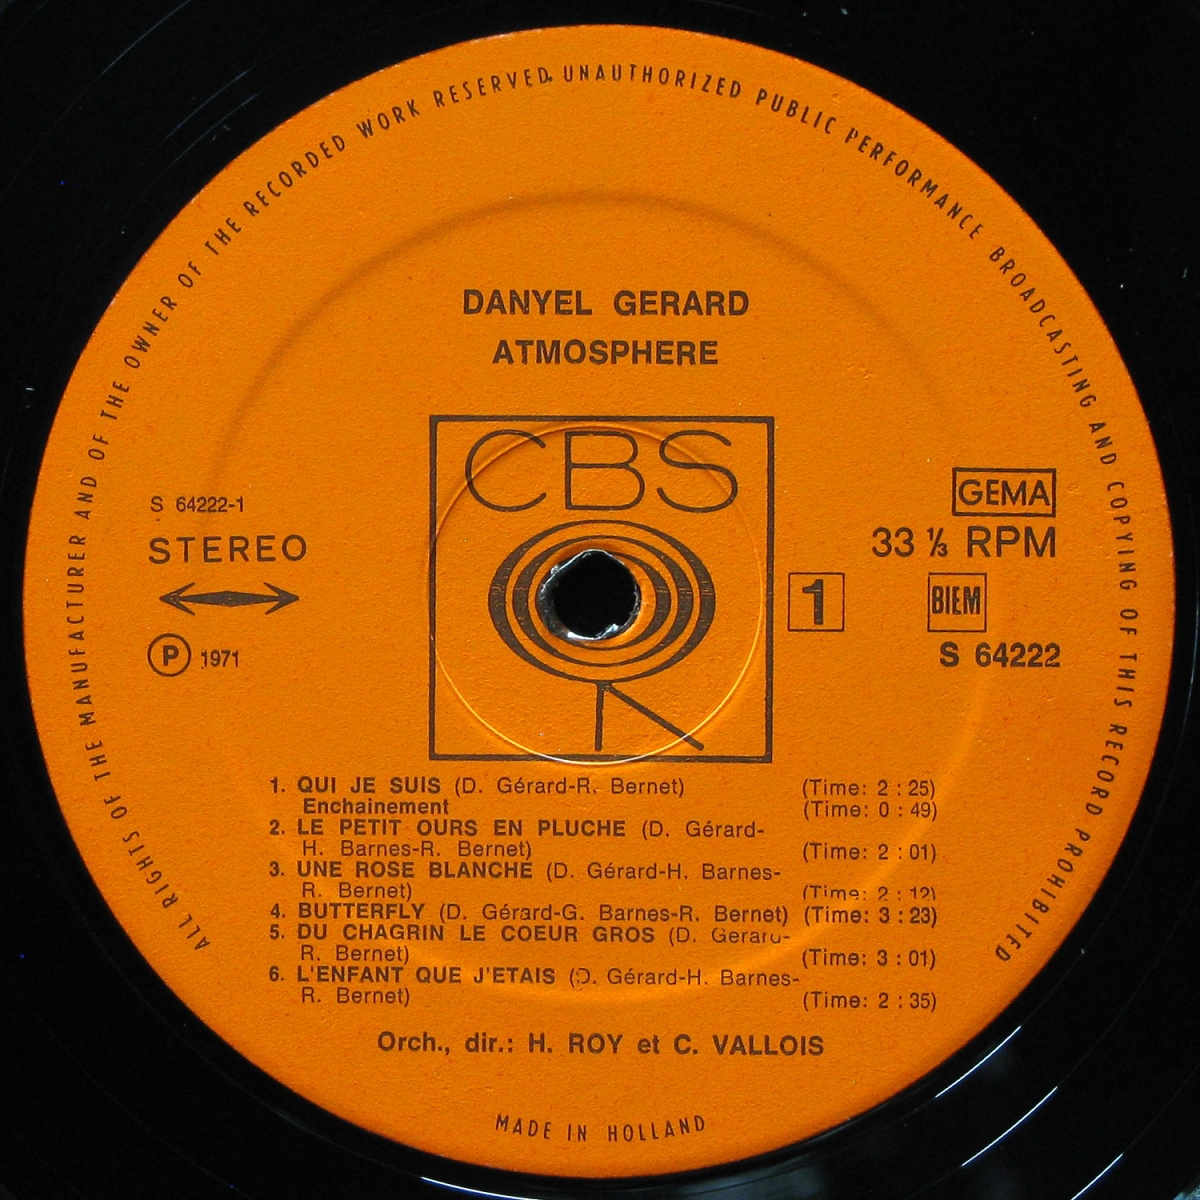 ALL RIGHTS OF THE MANUFACTURER AND OF THE OWNER OF THE RECORDED WORK RESERVED. UNAUTHORIZED PUBLIC PERFORMANCE BROADCASTING AND COPYING OF THIS RECORD PROHIBITED
DANYEL GERARD
ATMOSPHERE
CBS
S 64222-1
STEREO
Ⓟ 1971
1
GEMA
33 ⅓ RPM
BIEM
S 64222
1. QUI JE SUIS (D. Gérard-R. Bernet) (Time: 2 : 25)
Enchainement (Time: 0 : 49)
2. LE PETIT OURS EN PLUCHE (D. Gérard-
H. Barnes-R. Bernet) (Time: 2 : 01)
3. UNE ROSE BLANCHE (D. Gérard-H. Barnes-
R. Bernet) (Time: 2 : 12)
4. BUTTERFLY (D. Gérard-G. Barnes-R. Bernet) (Time: 3 : 23)
5. DU CHAGRIN LE COEUR GROS (D. Gerard-
R. Bernet) (Time: 3 : 01)
6. L'ENFANT QUE J'ETAIS (D. Gérard-H. Barnes-
R. Bernet) (Time: 2 : 35)
Orch., dir.: H. ROY et C. VALLOIS
MADE IN HOLLAND